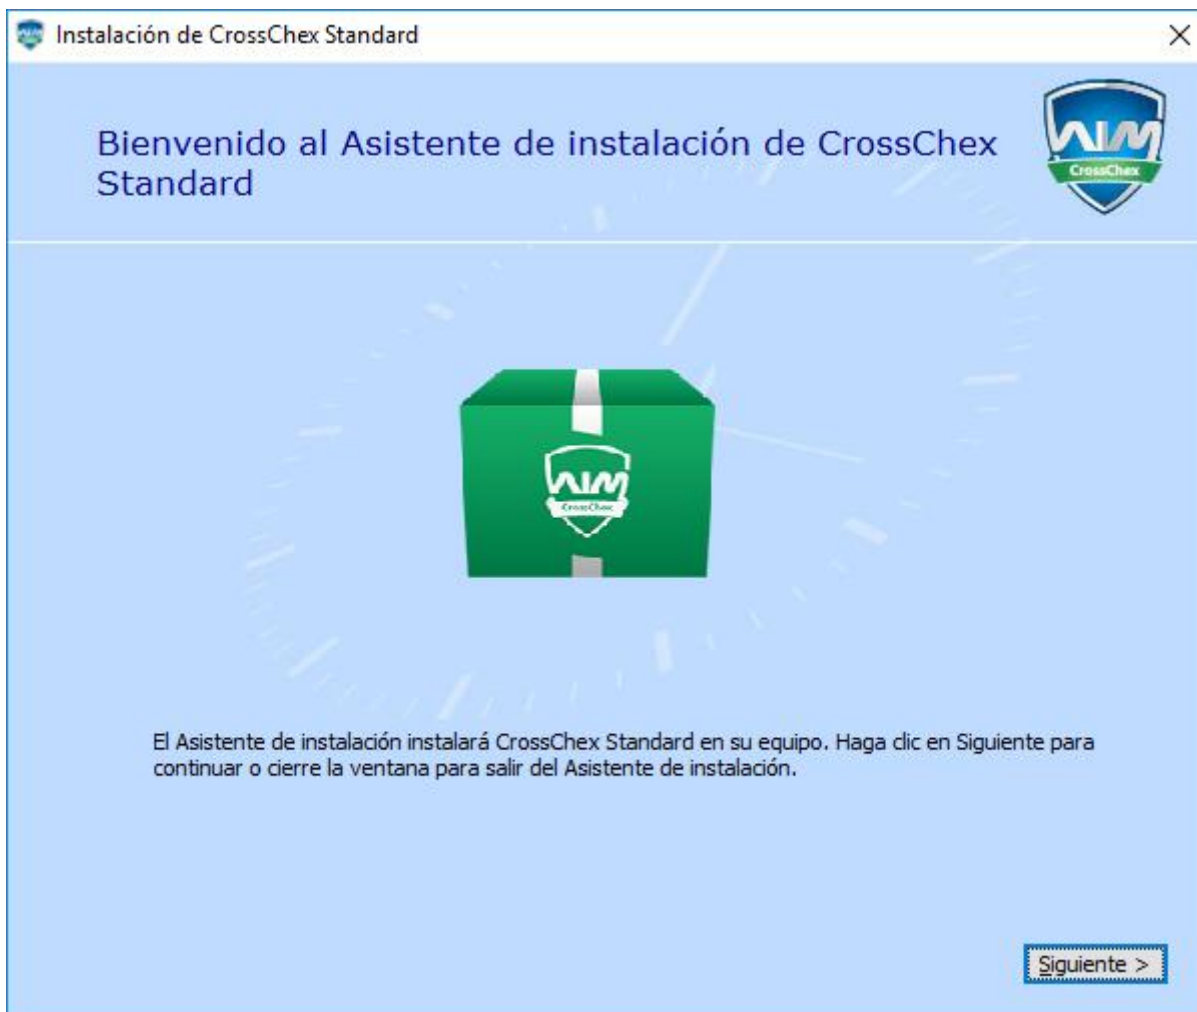 Instalación de CrossChex Standard
Bienvenido al Asistente de instalación de CrossChex
Standard
AIM
CrossChex
AIM
CrossChex
El Asistente de instalación instalará CrossChex Standard en su equipo. Haga clic en Siguiente para
continuar o cierre la ventana para salir del Asistente de instalación.
Siguiente >